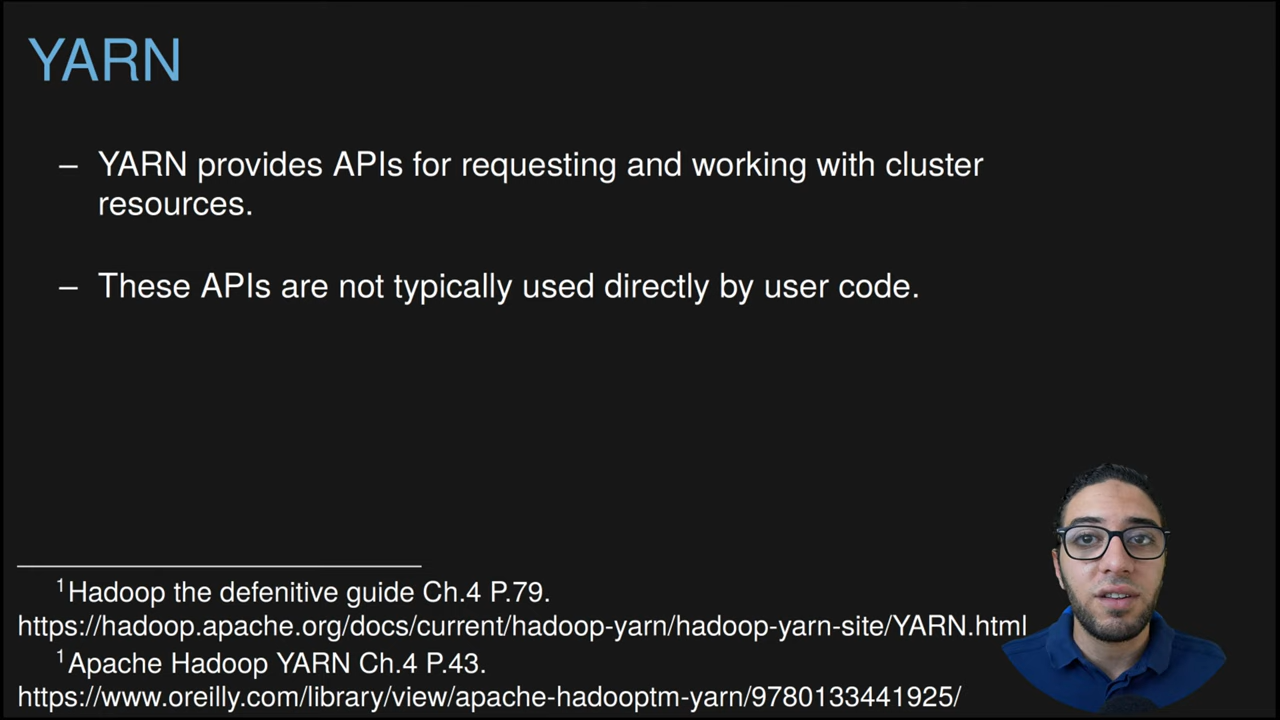 YARN
– YARN provides APIs for requesting and working with cluster
resources.
– These APIs are not typically used directly by user code.
1Hadoop the defenitive guide Ch.4 P.79.
https://hadoop.apache.org/docs/current/hadoop-yarn/hadoop-yarn-site/YARN.html
1Apache Hadoop YARN Ch.4 P.43.
https://www.oreilly.com/library/view/apache-hadooptm-yarn/9780133441925/